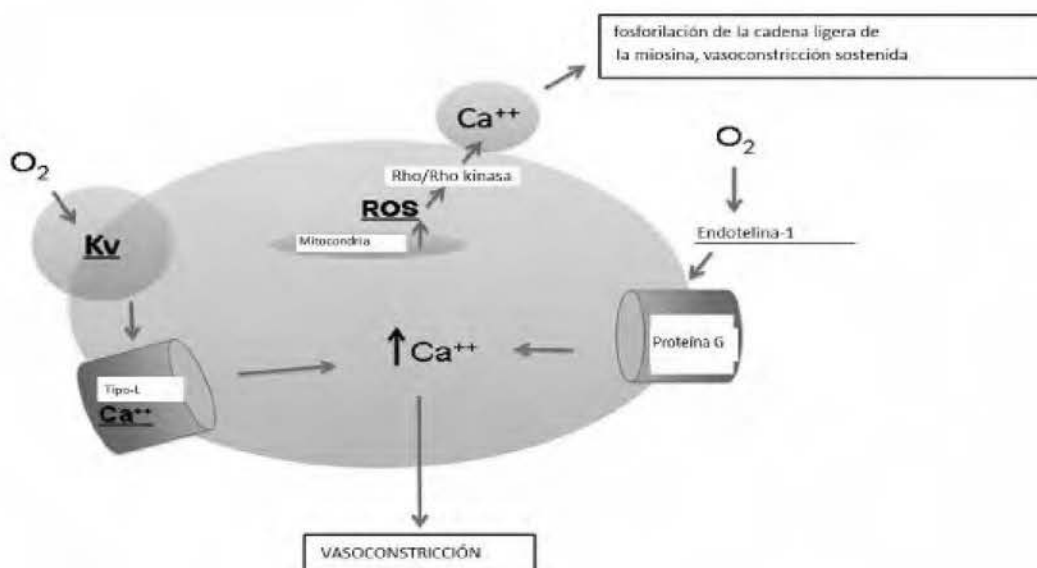 fosforilación de la cadena ligera de
la miosina, vasoconstricción sostenida
Ca⁺⁺
O₂
O₂
Rho/Rho kinasa
ROS
Kv
Mitocondria
Endotelina-1
↑Ca⁺⁺
Proteína G
Tipo-L
Ca⁺⁺
VASOCONSTRICCIÓN